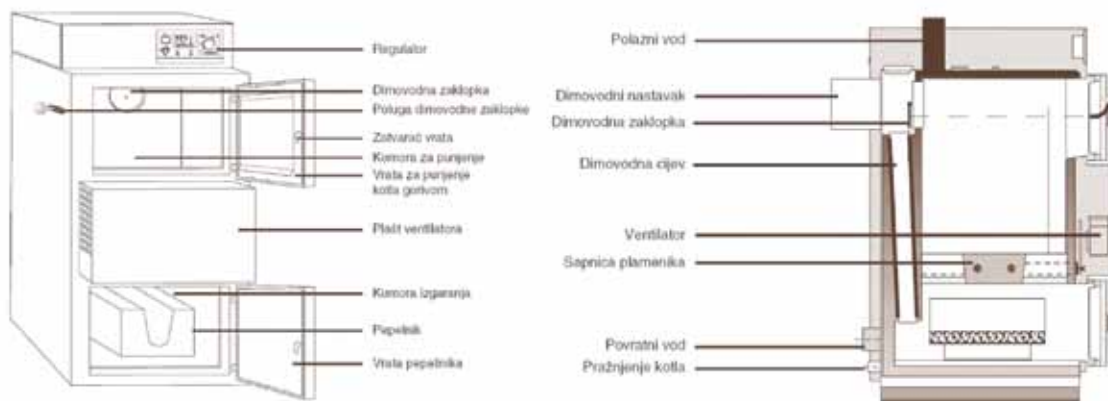 Regulator
Dimovodna zaklopka
Poluga dimovodne zaklopke
Zatvarač vrata
Komora za punjenje
Vrata za punjenje
kotla gorivom
Plašt ventilatora
Komora izgaranja
Pepelnik
Vrata pepelnika
Polazni vod
Dimovodni nastavak
Dimovodna zaklopka
Dimovodna cijev
Ventilator
Sapnica plamenika
Povratni vod
Pražnjenje kotla